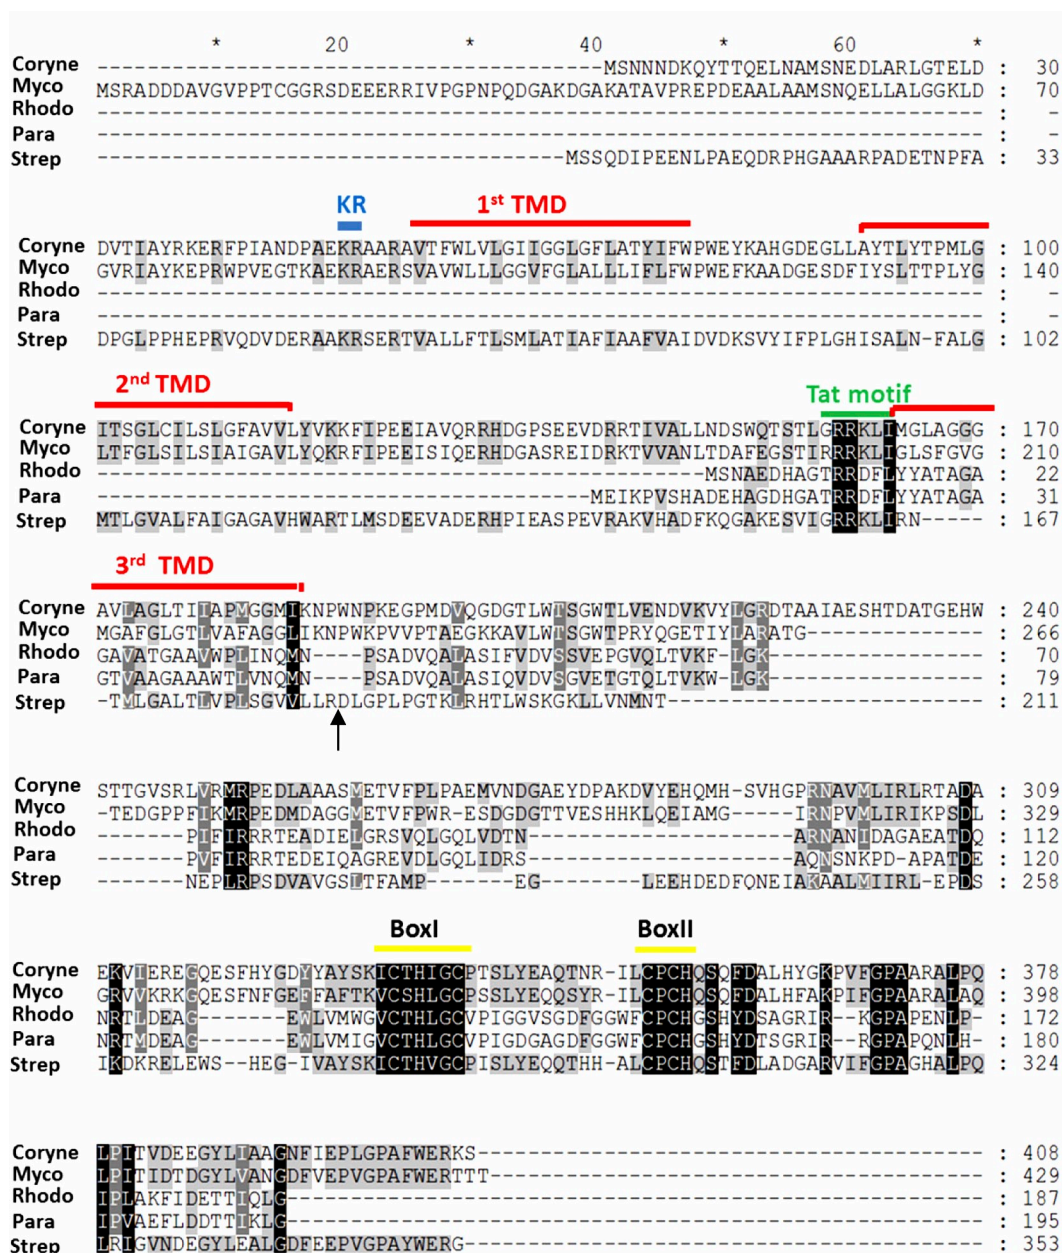 * 20 * 40 * 60 *
Coryne ----------------------------------------MSNNNDKQYTTQELNAMSNEDLARLGTELD : 30
Myco MSRADDDAVGVPPTCGGRSDEEERRIVPGPNPQDGAKDGAKATAVPREPDEAALAAMSNQELLALGGKLD : 70
Rhodo ---------------------------------------------------------------------- : -
Para ---------------------------------------------------------------------- : -
Strep -------------------------------------MSSQDIPEENLPAEQDRPHGAAARPADETNPFA : 33
KR 1st TMD
Coryne DVTIAYRKERFPIANDPAEKRAARAVTFWLVLGIIGGLGFLATYIFWPWEYKAHGDEGLLAYTLYTPMLG : 100
Myco GVRIAYKEPRWPVEGTKAEKRAERSVAVWLLLGGVFGLALLLIFLFWPWEFKAADGESDFIYSLTTPLYG : 140
Rhodo ---------------------------------------------------------------------- : -
Para ---------------------------------------------------------------------- : -
Strep DPGLPPHEPRVQDVDERAAKRSERTVALLFTLSMLATIAFIAAFVAIDVDKSVYIFPLGHISALN-FALG : 102
2nd TMD Tat motif
Coryne ITSGLCILSLGFAVVLYVKKFIPEEIAVQRRHDGPSEEVDRRTIVALLNDSWQTSTLGRRKLIMGLAGGG : 170
Myco LTFGLSILSIAIGAVLYQKRFIPEEISIQERHDGASREIDRKTVVANLTDAFEGSTIRRRKLIGLSFGVG : 210
Rhodo ------------------------------------------------MSNAEDHAGTRRDFLYYATAGA : 22
Para ---------------------------------------MEIKPVSHADEHAGDHGATRRDFLYYATAGA : 31
Strep MTLGVALFAIGAGAVHWARTLMSDEEVADERHPIEASPEVRAKVHADFKQGAKESVIGRRKLIRN----- : 167
3rd TMD
Coryne AVLAGLTIIAPMGGMIKNPWNPKEGPMDVQGDGTLWTSGWTLVENDVKVYLGRDTAAIAESHTDATGEHW : 240
Myco MGAFGLGTLVAFAGGLIKNPWKPVVPTAEGKKAVLWTSGWTPRYQGETIYLARATG-------------- : 266
Rhodo GAVATGAAVWPLINQMN----PSADVQALASIFVDVSSVEPGVQLTVKF-LGK----------------- : 70
Para GTVAAGAAAWTLVNQMN----PSADVQALASIQVDVSGVETGTQLTVKW-LGK----------------- : 79
Strep -TMLGALTLVPLSGVVLLRDLGPLPGTKLRHTLWSKGKLLVNMNT------------------------- : 211
Coryne STTGVSRLVRMRPEDLAAASMETVFPLPAEMVNDGAEYDPAKDVYEHQMH-SVHGPRNAVMLIRLRTADA : 309
Myco -TEDGPPFIKMRPEDMDAGGMETVFPWR-ESDGDGTTVESHHKLQEIAMG-----IRNPVMLIRIKPSDL : 329
Rhodo -------PIFIRRRTEADIELGRSVQLGQLVDTN---------------------ARNANIDAGAEATDQ : 112
Para -------PVFIRRRTEDEIQAGREVDLGQLIDRS---------------------AQNSNKPD-APATDE : 120
Strep -------NEPLRPSDVAVGSLTFAMP-------EG---------LEEHDEDFQNEIAKAALMIIRL-EPDS : 258
BoxI BoxII
Coryne EKVIEREGQESFHYGDYYAYSKICTHIGCPTSLYEAQTNR-ILCPCHQSQFDALHYGKPVFGPAARALPQ : 378
Myco GRVVKRKGQESFNFGEFFAFTKVCSHLGCPSSLYEQQSYR-ILCPCHQSQFDALHFAKPIFGPAARALAQ : 398
Rhodo NRTLDEAG-------EWLVMWGVCTHLGCVPIGGVSGDFGGWFCPCHGSHYDSAGRIR--KGPAPENLP- : 172
Para NRTMDEAG-------EWLVMIGVCTHLGCVPIGDGAGDFGGWFCPCHGSHYDTSGRIR--RGPAPQNLH- : 180
Strep IKDKRELEWS--HEG-IVAYSKICTHVGCPISLYEQQTHH-ALCPCHQSTFDLADGARVIFGPAGHALPQ : 324
Coryne LPITVDEEGYLIAAGNFIEPLGPAFWERKS---------------------------------------- : 408
Myco LPITIDTDGYLVANGDFVEPVGPAFWERTTT--------------------------------------- : 429
Rhodo IPLAKFIDETTIQLG------------------------------------------------------- : 187
Para IPVAEFLDDTTIKLG------------------------------------------------------- : 195
Strep LRIGVNDEGYLEALGDFEEPVGPAYWERG----------------------------------------- : 353